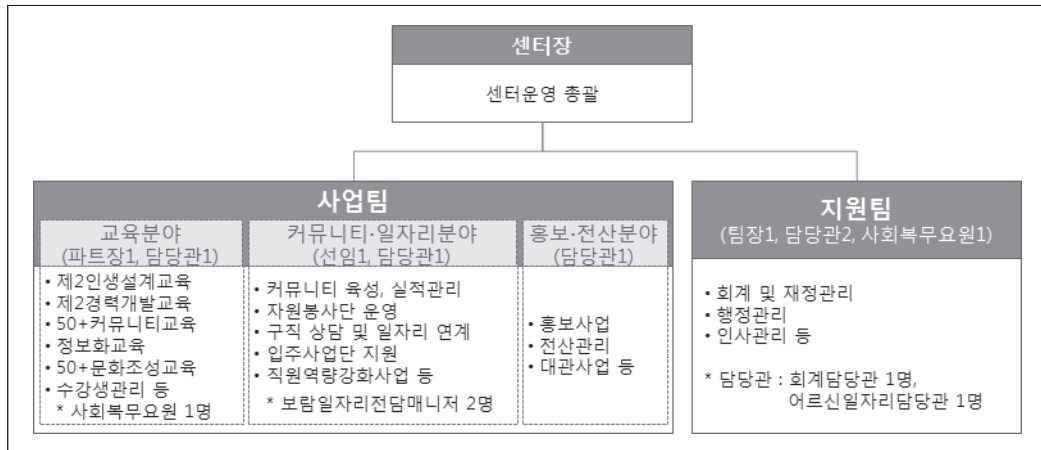 센터장
센터운영 총괄
사업팀
교육분야
(파트장1, 담당관1)
• 제2인생설계교육
• 제2경력개발교육
• 50+커뮤니티교육
• 정보화교육
• 50+문화조성교육
• 수강생관리 등
* 사회복무요원 1명
커뮤니티·일자리분야
(선임1, 담당관1)
• 커뮤니티 육성, 실적관리
• 자원봉사단 운영
• 구직 상담 및 일자리 연계
• 입주사업단 지원
• 직원역량강화사업 등
* 보람일자리전담매니저 2명
홍보·전산분야
(담당관1)
• 홍보사업
• 전산관리
• 대관사업 등
지원팀
(팀장1, 담당관2, 사회복무요원1)
• 회계 및 재정관리
• 행정관리
• 인사관리 등
* 담당관 : 회계담당관 1명,
어르신일자리담당관 1명